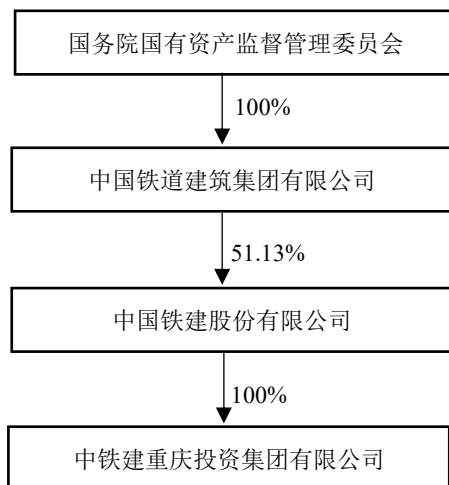 国务院国有资产监督管理委员会
100%
中国铁道建筑集团有限公司
51.13%
中国铁建股份有限公司
100%
中铁建重庆投资集团有限公司